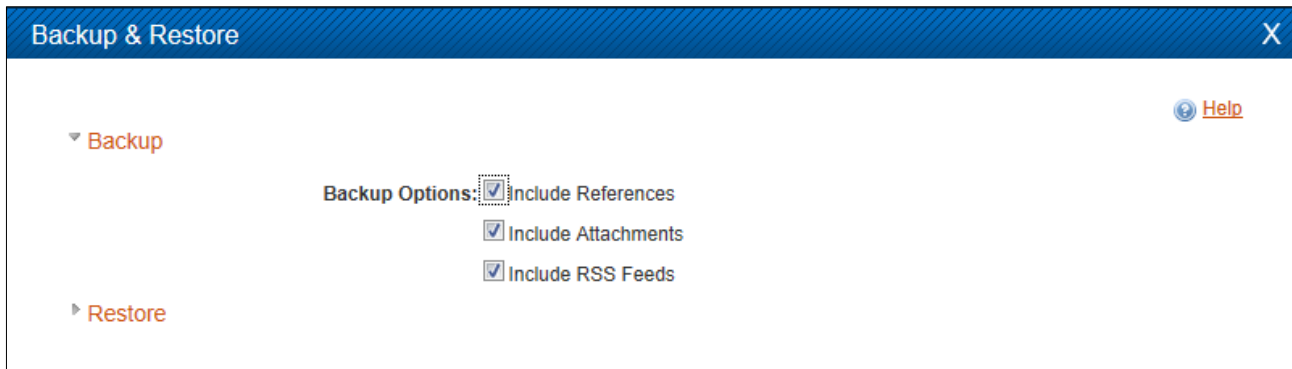 Backup & Restore X
Help
Backup
Backup Options: Include References
Include Attachments
Include RSS Feeds
Restore